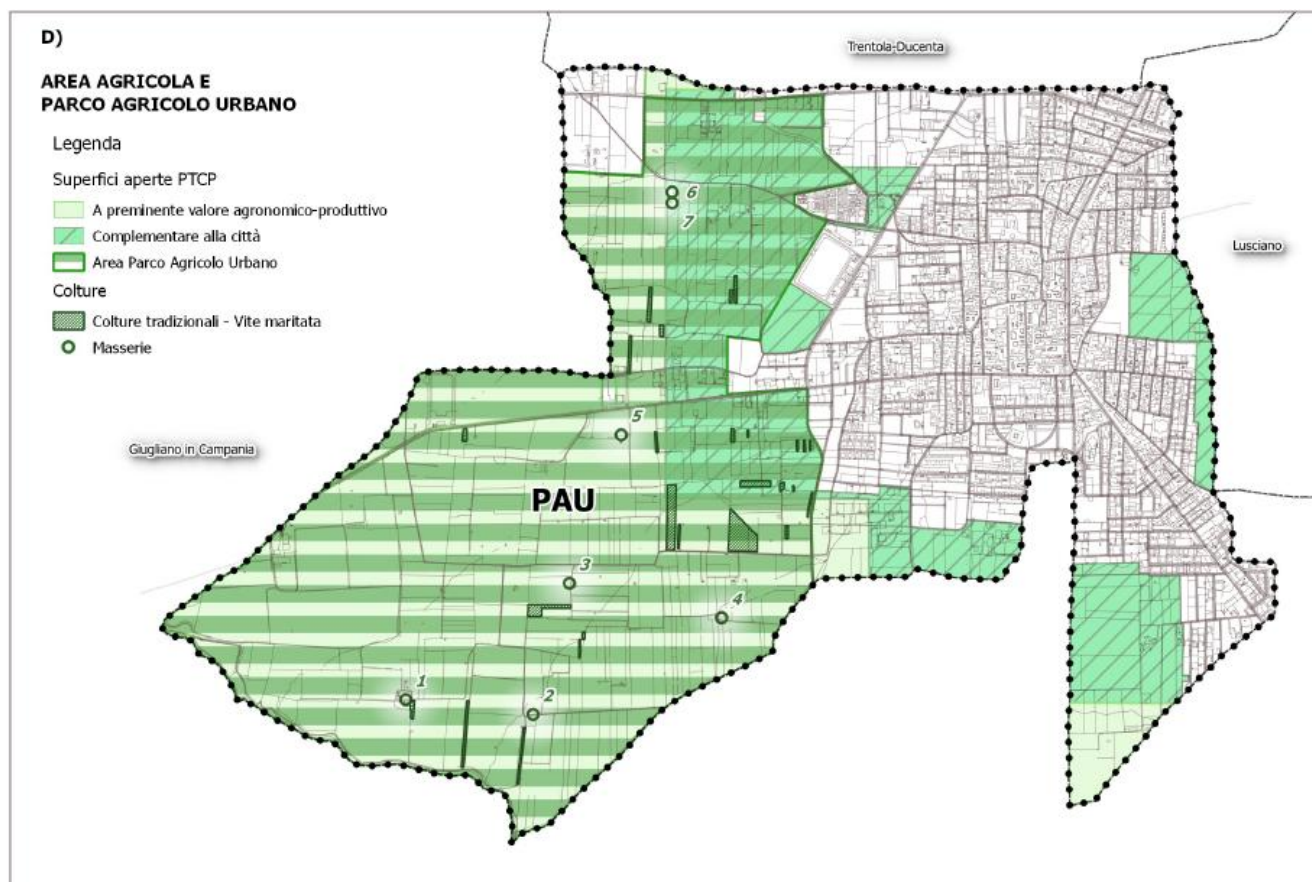 D)
AREA AGRICOLA E
PARCO AGRICOLO URBANO
Legenda
Superfici aperte PTCP
A preminente valore agronomico-produttivo
Complementare alla città
Area Parco Agricolo Urbano
Colture
Colture tradizionali - Vite maritata
Masserie
Trentola-Ducenta
Lusciano
Giugliano in Campania
6
7
5
PAU
3
4
1
2